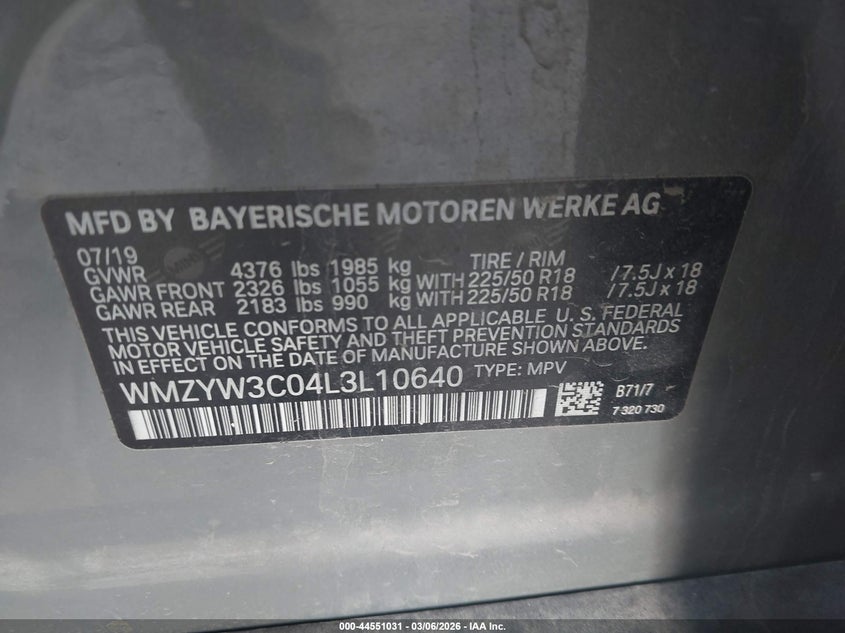 MFD BY BAYERISCHE MOTOREN WERKE AG
07/19 TIRE / RIM
GVWR 4376 lbs 1985 kg
GAWR FRONT 2326 lbs 1055 kg WITH 225/50 R18 /7.5J x 18
GAWR REAR 2183 lbs 990 kg WITH 225/50 R18 /7.5J x 18
THIS VEHICLE CONFORMS TO ALL APPLICABLE U.S. FEDERAL
MOTOR VEHICLE SAFETY AND THEFT PREVENTION STANDARDS
IN EFFECT ON THE DATE OF MANUFACTURE SHOWN ABOVE.
WMZYW3C04L3L10640 TYPE: MPV
B71/7
7 320 730
000-44551031 - 03/06/2026 - IAA Inc.